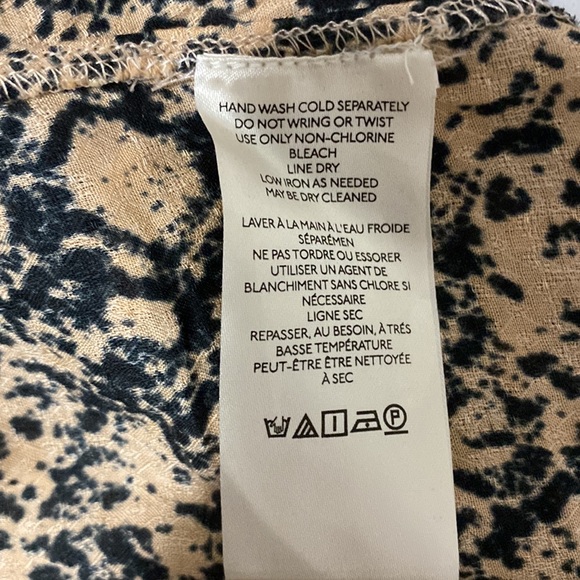 HAND WASH COLD SEPARATELY
DO NOT WRING OR TWIST
USE ONLY NON-CHLORINE
BLEACH
LINE DRY
LOW IRON AS NEEDED
MAY BE DRY CLEANED
LAVER À LA MAIN À L'EAU FROIDE
SÉPARÉMEN
NE PAS TORDRE OU ESSORER
UTILISER UN AGENT DE
BLANCHIMENT SANS CHLORE SI
NÉCESSAIRE
LIGNE SEC
REPASSER, AU BESOIN, À TRÉS
BASSE TEMPÉRATURE
PEUT-ÊTRE ÊTRE NETTOYÉE
À SEC
P